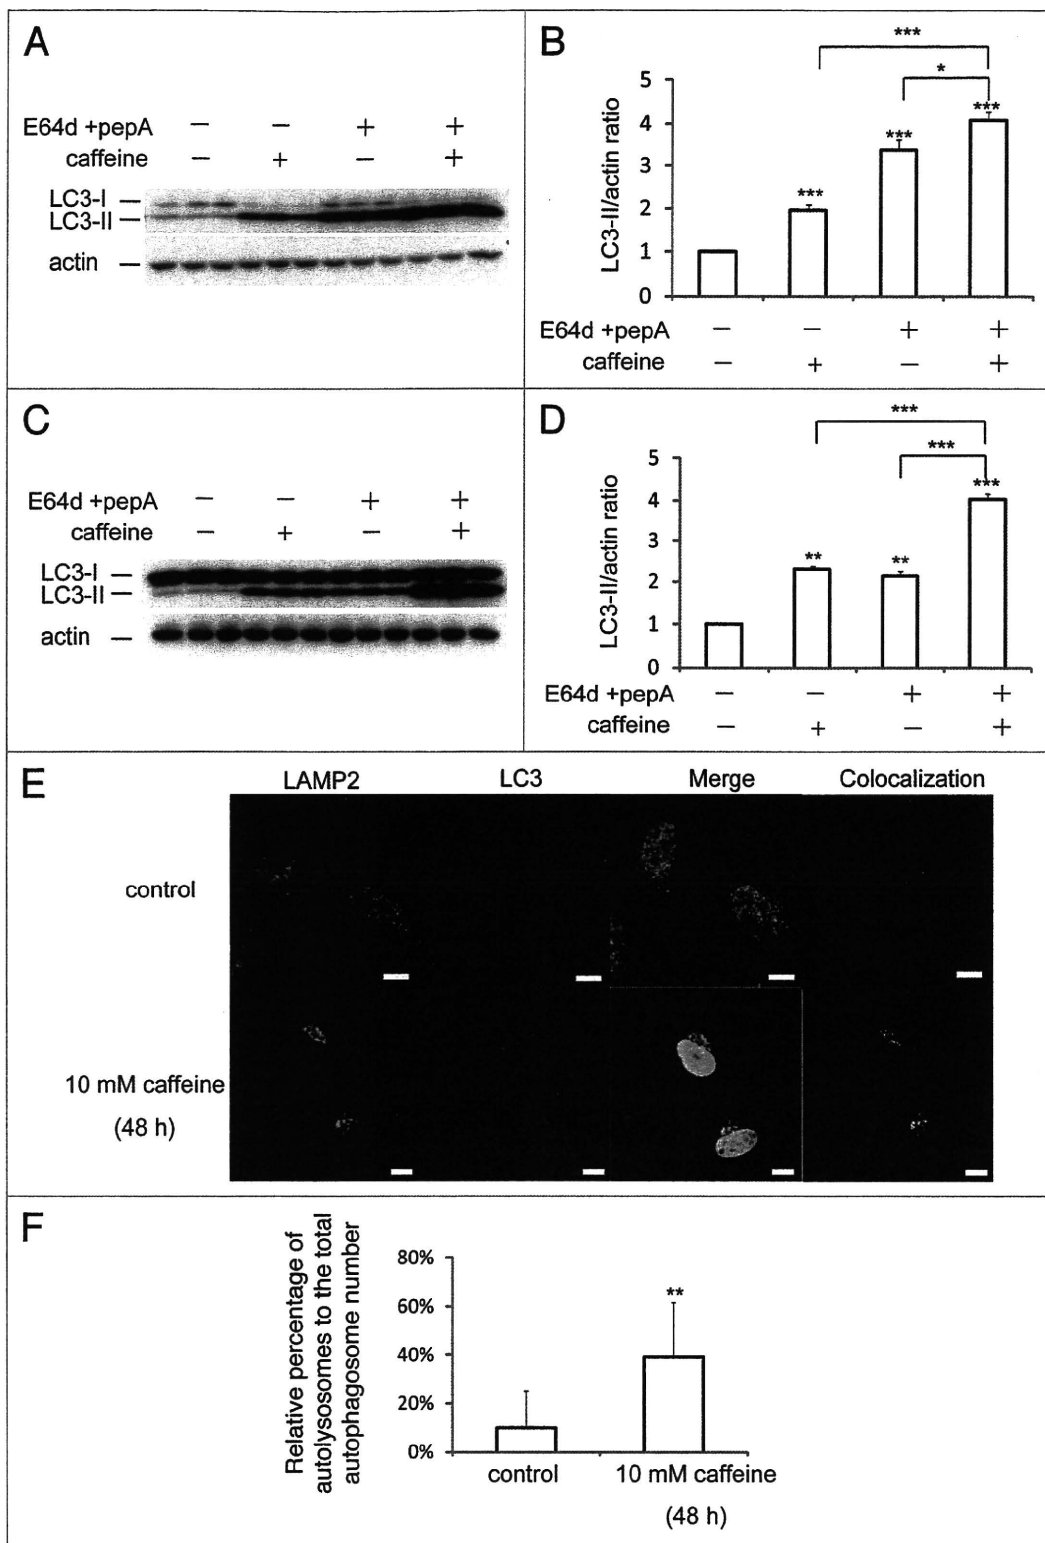 A
E64d +pepA — — + +
caffeine — + — +
LC3-I —
LC3-II —
actin —
B
***
*
***
***
***
LC3-II/actin ratio
5
4
3
2
1
0
E64d +pepA — — + +
caffeine — + — +
C
E64d +pepA — — + +
caffeine — + — +
LC3-I —
LC3-II —
actin —
D
***
***
***
**
**
LC3-II/actin ratio
5
4
3
2
1
0
E64d +pepA — — + +
caffeine — + — +
E
LAMP2 LC3 Merge Colocalization
control
10 mM caffeine
(48 h)
F
Relative percentage of
autolysosomes to the total
autophagosome number
80%
60%
40%
20%
0%
**
control 10 mM caffeine
(48 h)